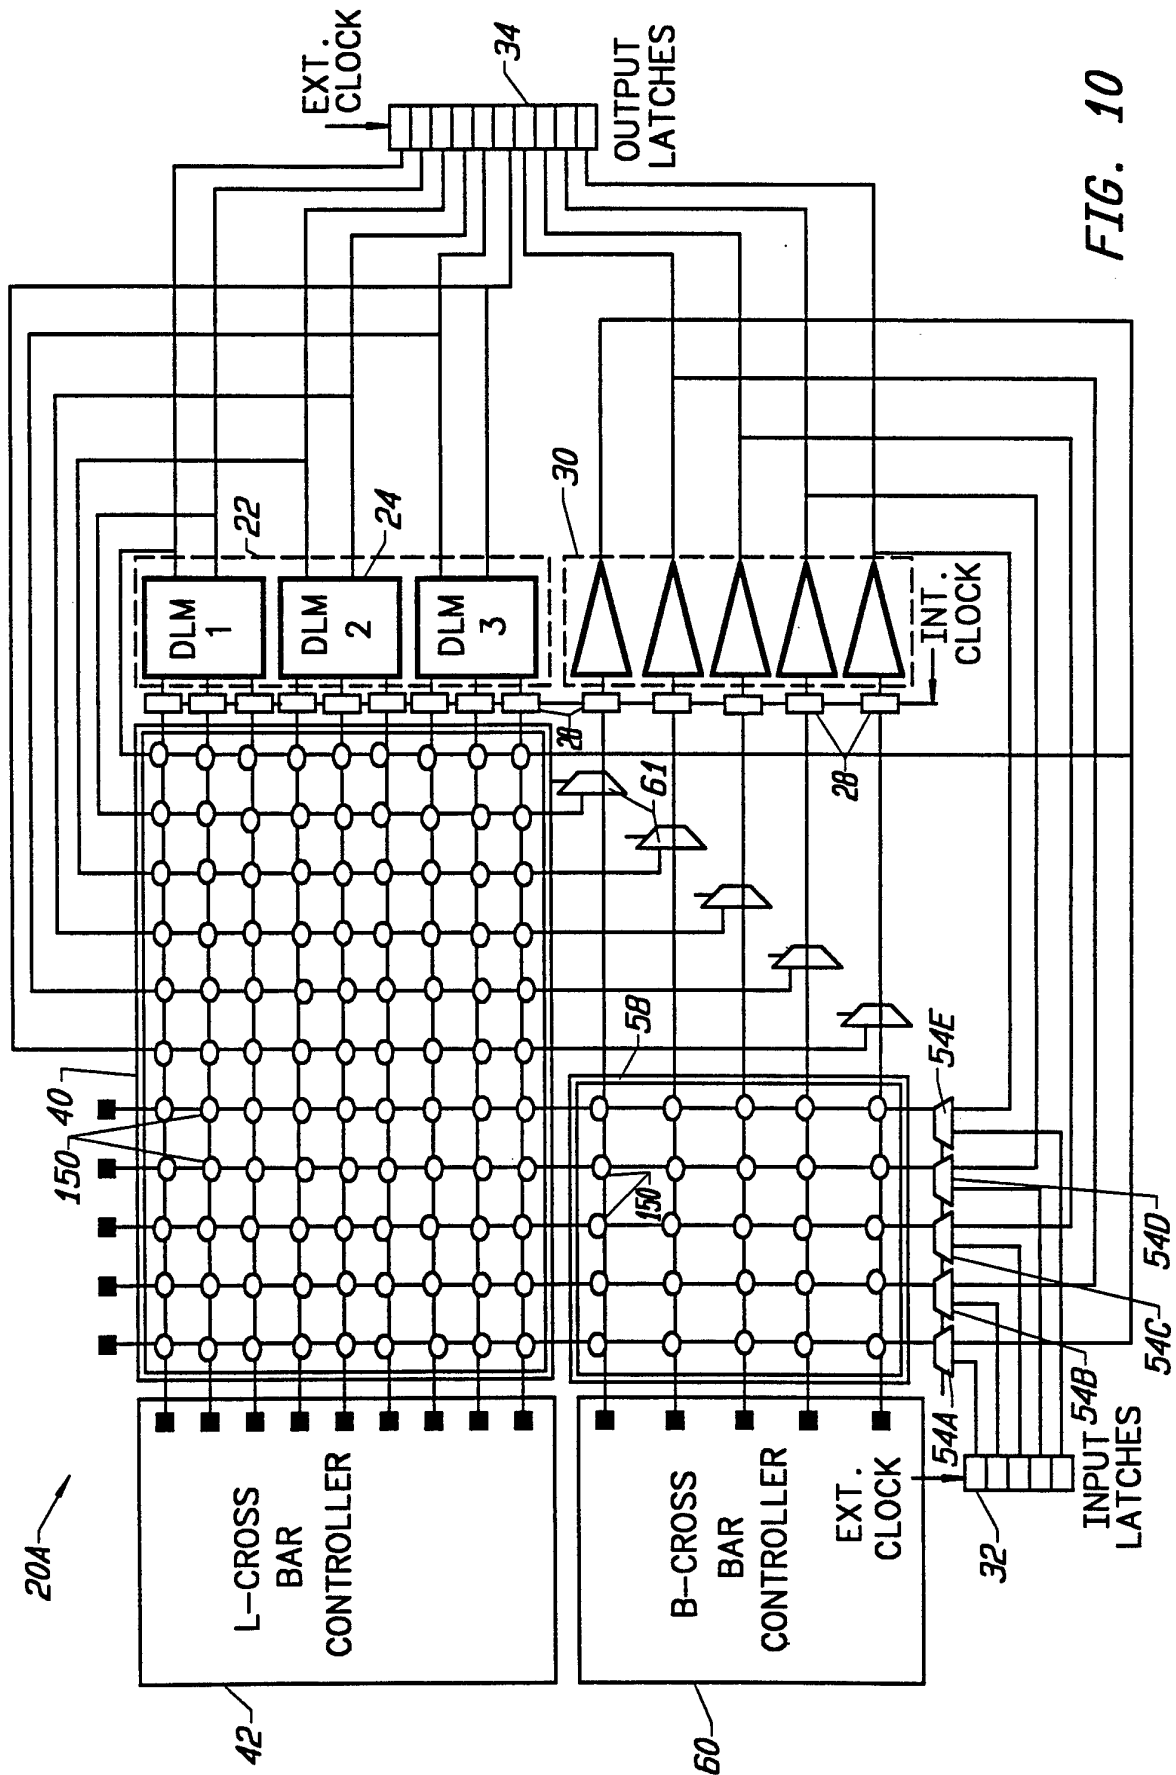 20A
42
L-CROSS
BAR
CONTROLLER
150
40
22
DLM
1
DLM
2
24
DLM
3
EXT.
CLOCK
34
OUTPUT
LATCHES
28
61
30
60
B-CROSS
BAR
CONTROLLER
58
150
28
INT.
CLOCK
EXT.
CLOCK
32
INPUT
LATCHES
54A
54B
54C
54D
54E
FIG. 10